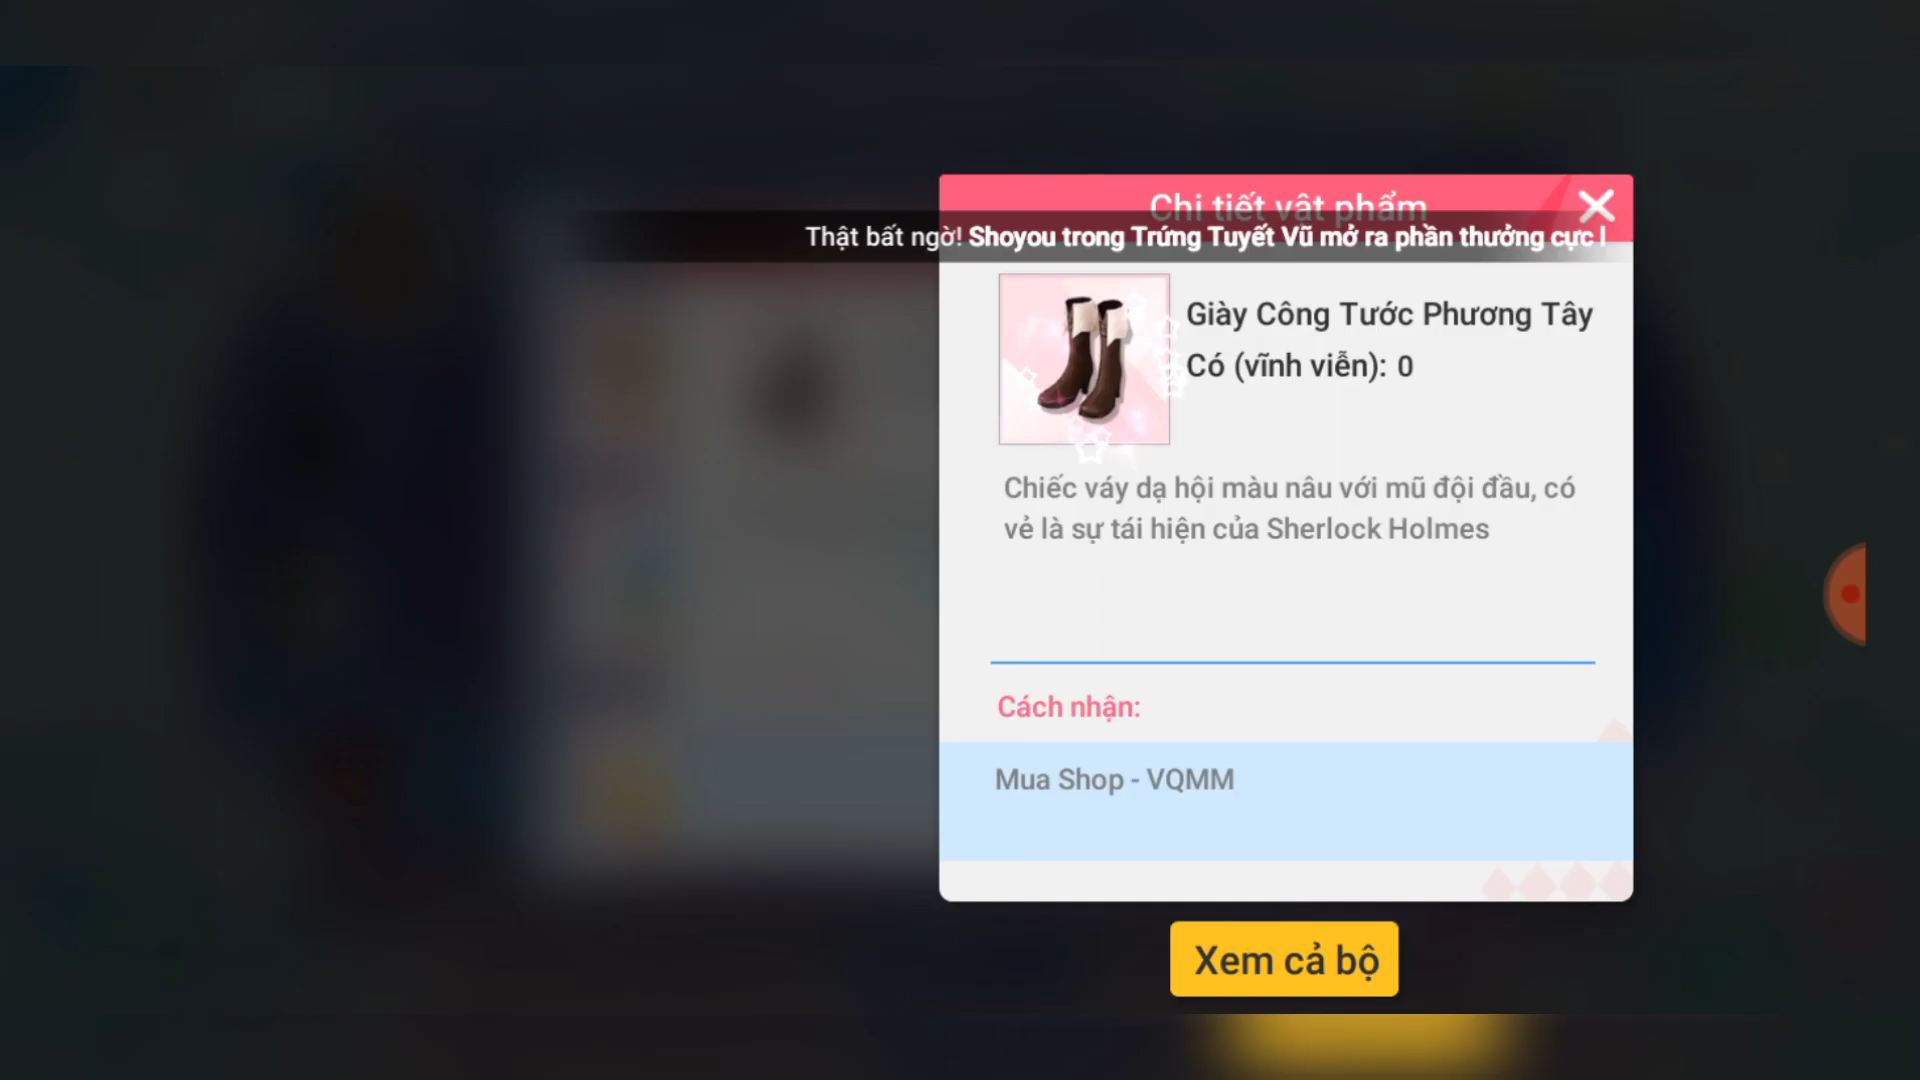 Chi tiết vật phẩm
Thật bất ngờ! Shoyou trong Trứng Tuyết Vũ mở ra phần thưởng cực l
Giày Công Tước Phương Tây
Có (vĩnh viễn): 0
Chiếc váy dạ hội màu nâu với mũ đội đầu, có
vẻ là sự tái hiện của Sherlock Holmes
Cách nhận:
Mua Shop - VQMM
Xem cả bộ